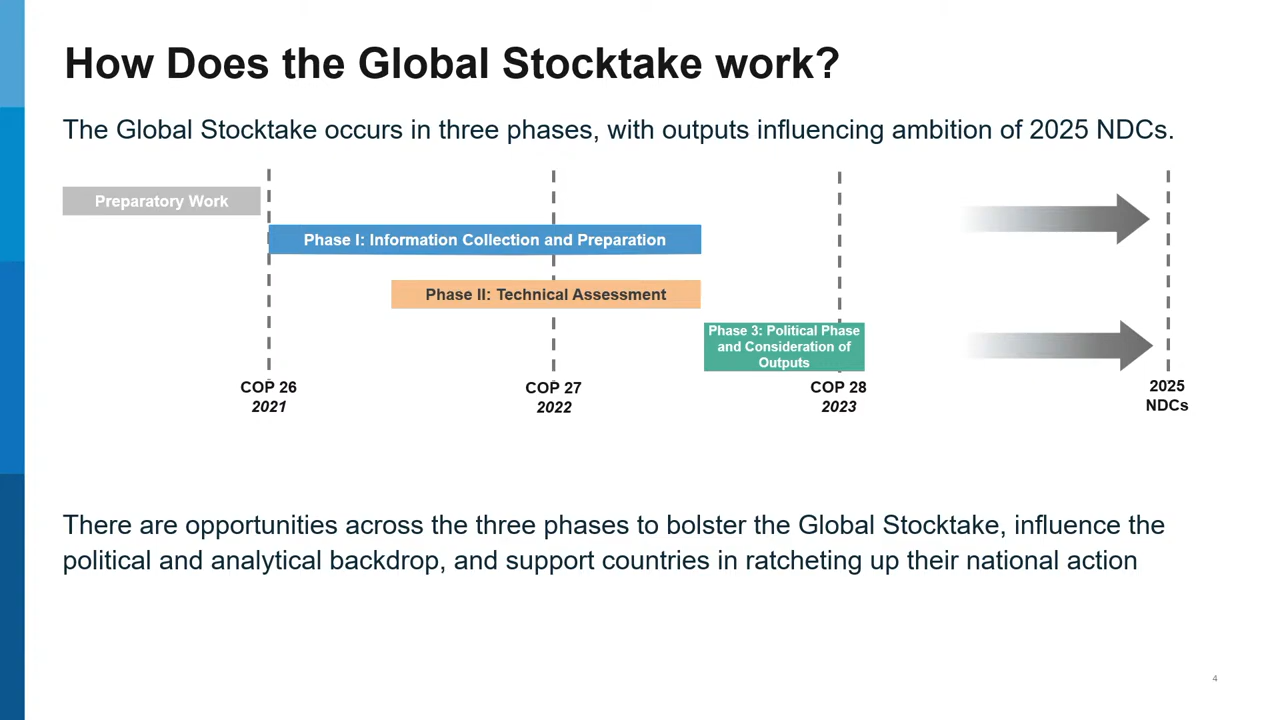 How Does the Global Stocktake work?
The Global Stocktake occurs in three phases, with outputs influencing ambition of 2025 NDCs.
Preparatory Work
Phase I: Information Collection and Preparation
Phase II: Technical Assessment
Phase 3: Political Phase
and Consideration of
Outputs
COP 26
2021
COP 27
2022
COP 28
2023
2025
NDCs
There are opportunities across the three phases to bolster the Global Stocktake, influence the
political and analytical backdrop, and support countries in ratcheting up their national action
4